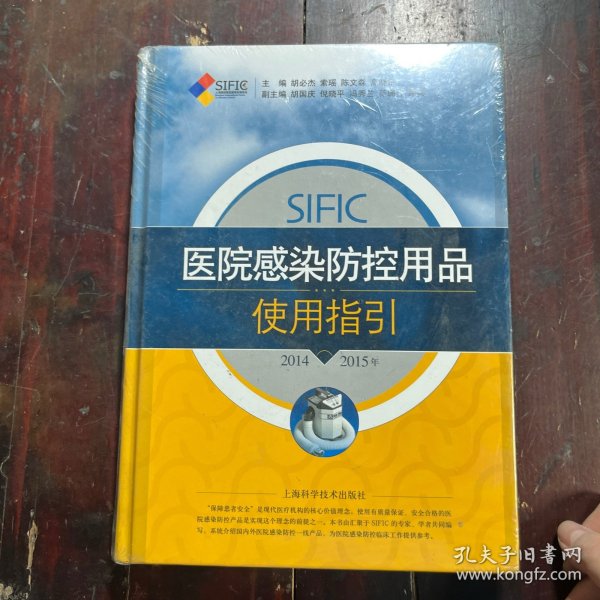 SIFIC
主 编 胡必杰 索瑶 陈文森
副主编 胡国庆 倪晓平
SIFIC
医院感染防控用品
使用指引
2014 2015年
上海科学技术出版社
“保障患者安全”是现代医疗机构的核心价值理念，使用有质量保证、安全合格的医
院感染防控产品是实现这个理念的前提之一。本书由汇聚于SIFIC的专家、学者共同编
写，系统介绍国内外医院感染防控一线产品，为医院感染防控临床工作提供参考。
孔夫子旧书网
www.kongfz.com